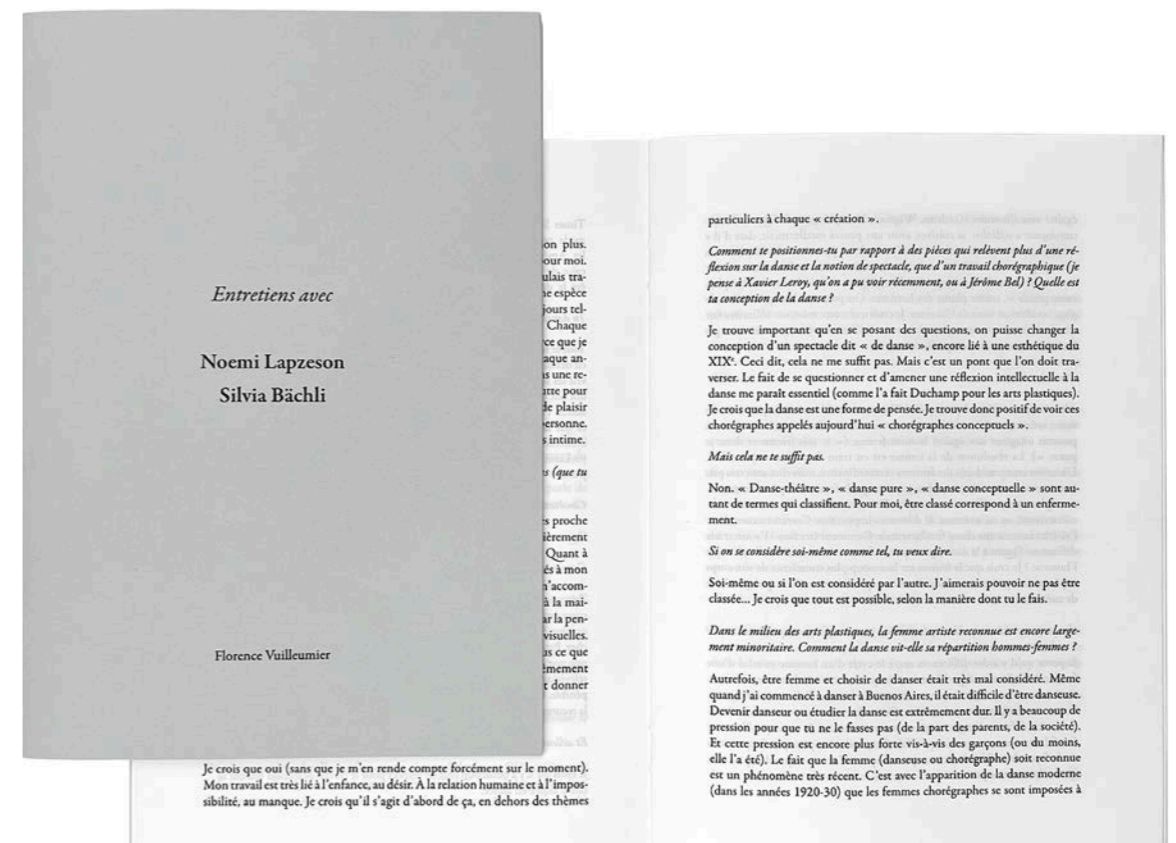 Entretiens avec
Noemi Lapzeson
Silvia Bächli
Florence Vuilleumier
on plus.
our moi.
ulais tra-
ne espèce
jours tel-
Chaque
ce que je
aque an-
s une re-
tte pour
de plaisir
ersonne.
s intime.
s (que tu
s proche
ièrement
Quant à
és à mon
n'accom-
à la mai-
ar la pen-
visuelles.
as ce que
êmement
t donner
Je crois que oui (sans que je m'en rende compte forcément sur le moment).
Mon travail est très lié à l'enfance, au désir. À la relation humaine et à l'impos-
sibilité, au manque. Je crois qu'il s'agit d'abord de ça, en dehors des thèmes
particuliers à chaque « création ».
Comment te positionnes-tu par rapport à des pièces qui relèvent plus d'une ré-
flexion sur la danse et la notion de spectacle, que d'un travail chorégraphique (je
pense à Xavier Leroy, qu'on a pu voir récemment, ou à Jérôme Bel) ? Quelle est
ta conception de la danse ?
Je trouve important qu'en se posant des questions, on puisse changer la
conception d'un spectacle dit « de danse », encore lié à une esthétique du
XIXe. Ceci dit, cela ne me suffit pas. Mais c'est un pont que l'on doit tra-
verser. Le fait de se questionner et d'amener une réflexion intellectuelle à la
danse me paraît essentiel (comme l'a fait Duchamp pour les arts plastiques).
Je crois que la danse est une forme de pensée. Je trouve donc positif de voir ces
chorégraphes appelés aujourd'hui « chorégraphes conceptuels ».
Mais cela ne te suffit pas.
Non. « Danse-théâtre », « danse pure », « danse conceptuelle » sont au-
tant de termes qui classifient. Pour moi, être classé correspond à un enferme-
ment.
Si on se considère soi-même comme tel, tu veux dire.
Soi-même ou si l'on est considéré par l'autre. J'aimerais pouvoir ne pas être
classée... Je crois que tout est possible, selon la manière dont tu le fais.
Dans le milieu des arts plastiques, la femme artiste reconnue est encore large-
ment minoritaire. Comment la danse vit-elle sa répartition hommes-femmes ?
Autrefois, être femme et choisir de danser était très mal considéré. Même
quand j'ai commencé à danser à Buenos Aires, il était difficile d'être danseuse.
Devenir danseur ou étudier la danse est extrêmement dur. Il y a beaucoup de
pression pour que tu ne le fasses pas (de la part des parents, de la société).
Et cette pression est encore plus forte vis-à-vis des garçons (ou du moins,
elle l'a été). Le fait que la femme (danseuse ou chorégraphe) soit reconnue
est un phénomène très récent. C'est avec l'apparition de la danse moderne
(dans les années 1920-30) que les femmes chorégraphes se sont imposées à